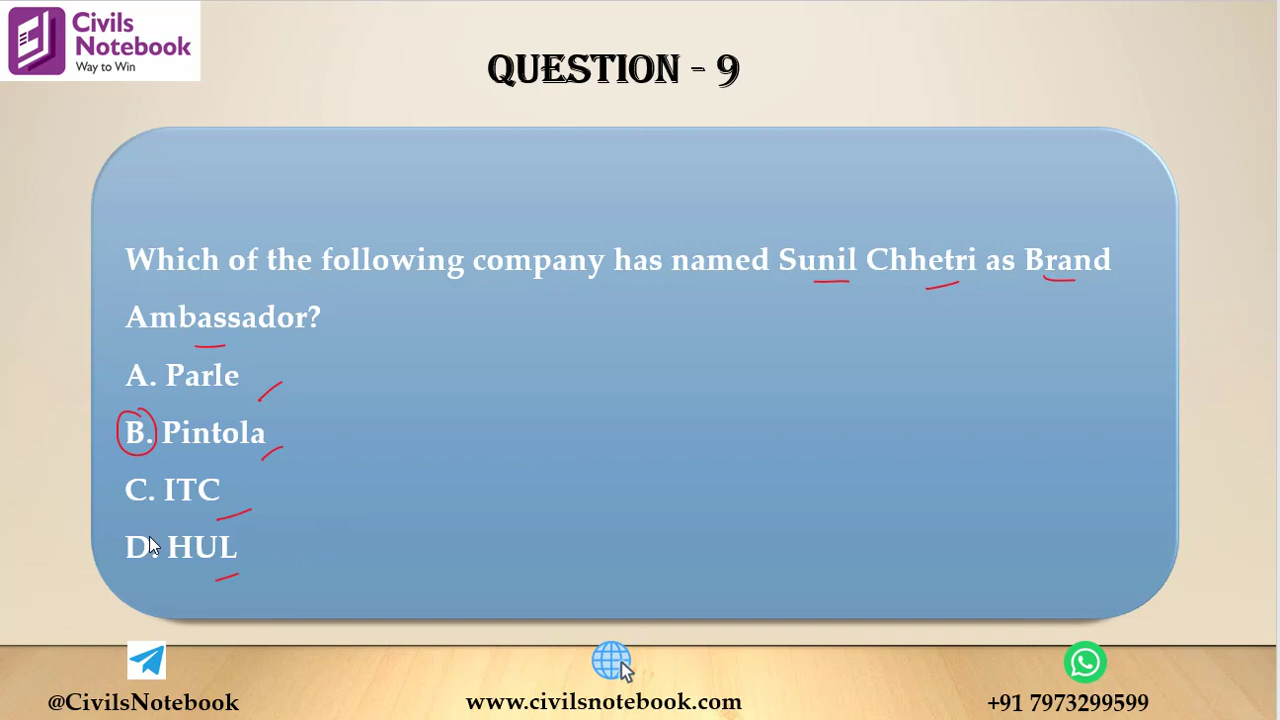 Civils
Notebook
Way to Win
QUESTION - 9
Which of the following company has named Sunil Chhetri as Brand
Ambassador?
A. Parle
B. Pintola
C. ITC
D. HUL
@CivilsNotebook
www.civilsnotebook.com
+91 7973299599